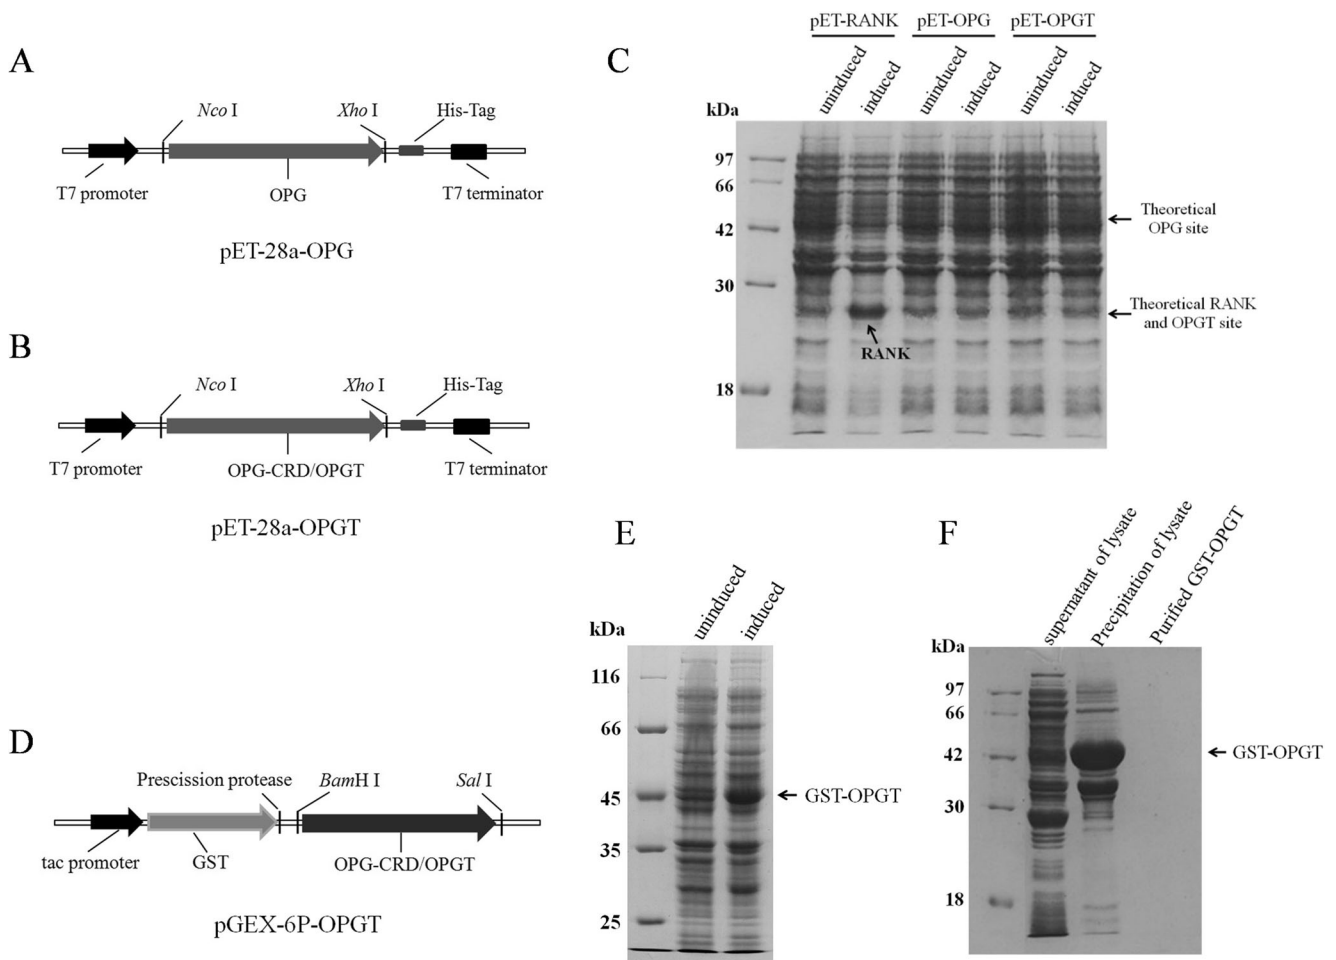 A
Nco I
Xho I
His-Tag
T7 promoter
OPG
T7 terminator
pET-28a-OPG
B
Nco I
Xho I
His-Tag
T7 promoter
OPG-CRD/OPGT
T7 terminator
pET-28a-OPGT
C
pET-RANK
pET-OPG
pET-OPGT
uninduced
induced
uninduced
induced
uninduced
induced
kDa
97
66
42
30
18
Theoretical
OPG site
Theoretical RANK
and OPGT site
RANK
D
Prescission protease
BamH I
Sal I
tac promoter
GST
OPG-CRD/OPGT
pGEX-6P-OPGT
E
uninduced
induced
kDa
116
66
45
35
25
GST-OPGT
F
supernatant of lysate
Precipitation of lysate
Purified GST-OPGT
kDa
97
66
42
30
18
GST-OPGT